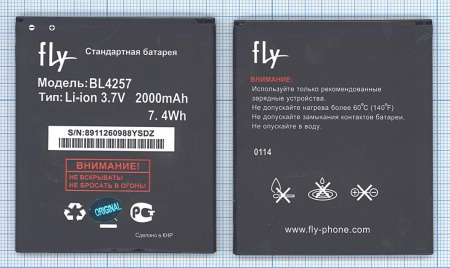 fly
Стандартная батарея
Модель: BL4257
Тип: Li-ion 3.7V 2000mAh
7.4Wh
S/N:8911260988YSDZ
ВНИМАНИЕ!
НЕ ВСКРЫВАТЬ!
НЕ БРОСАТЬ В ОГОНЬ!
ORIGINAL
Сделано в КНР
fly
ВНИМАНИЕ:
Используйте только рекомендованные
зарядные устройства.
Не допускайте нагрева более 60°C (140°F)
Не допускайте замыкания контактов батареи.
Не опускайте в воду.
0114
www.fly-phone.com